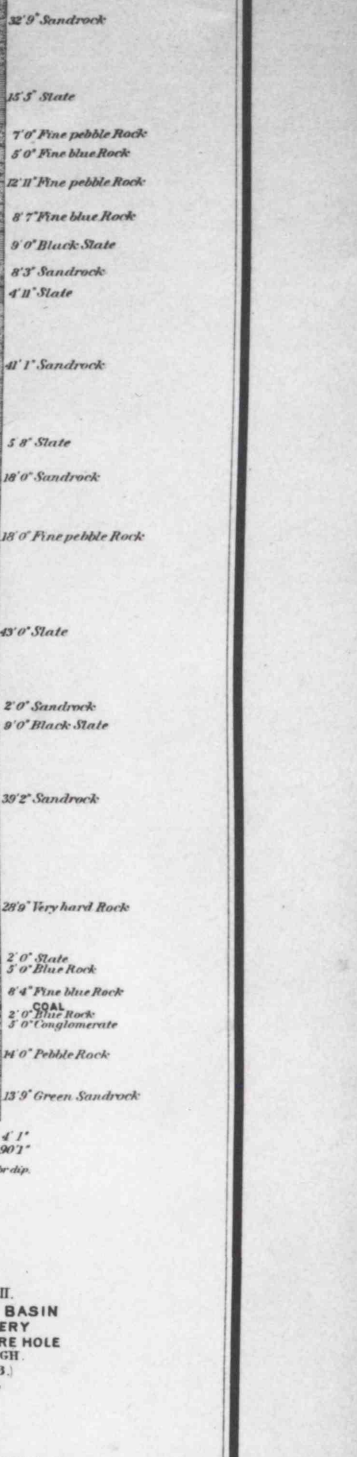 32'9" Sandrock
15'5" Slate
7'0" Fine pebble Rock
5'0" Fine blue Rock
12'11" Fine pebble Rock
8'7" Fine blue Rock
9'0" Black Slate
8'3" Sandrock
4'11" Slate
41'1" Sandrock
5'8" Slate
18'0" Sandrock
18'0" Fine pebble Rock
43'0" Slate
2'0" Sandrock
9'0" Black Slate
39'2" Sandrock
28'9" Very hard Rock
2'0" Slate
5'0" Blue Rock
8'4" Fine blue Rock
COAL
2'0" Blue Rock
5'0" Conglomerate
14'0" Pebble Rock
13'9" Green Sandrock
4'1"
90'1"
or dip.
II.
BASIN
ERY
RE HOLE
GH.
3.)